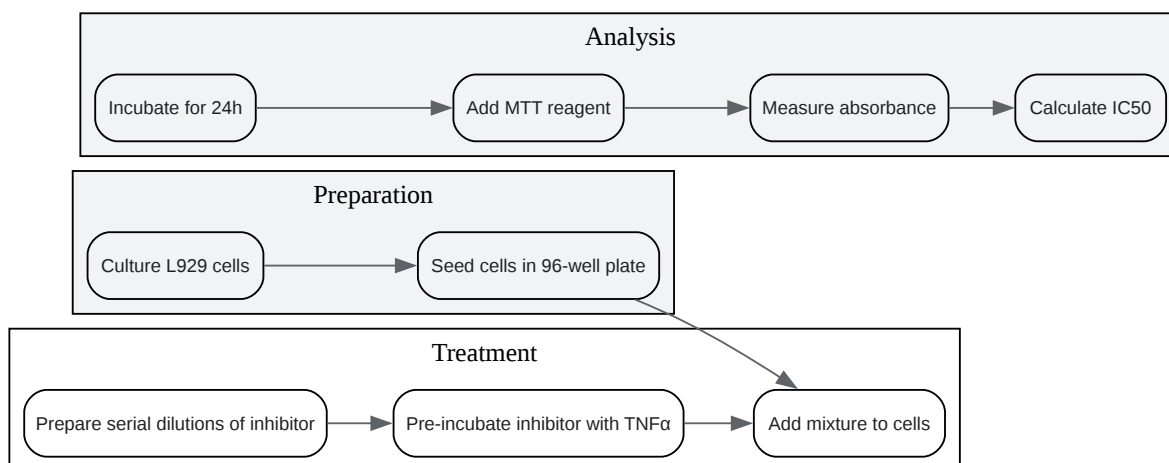 Analysis
Incubate for 24h
Add MTT reagent
Measure absorbance
Calculate IC50
Preparation
Culture L929 cells
Seed cells in 96-well plate
Treatment
Prepare serial dilutions of inhibitor
Pre-incubate inhibitor with TNFα
Add mixture to cells